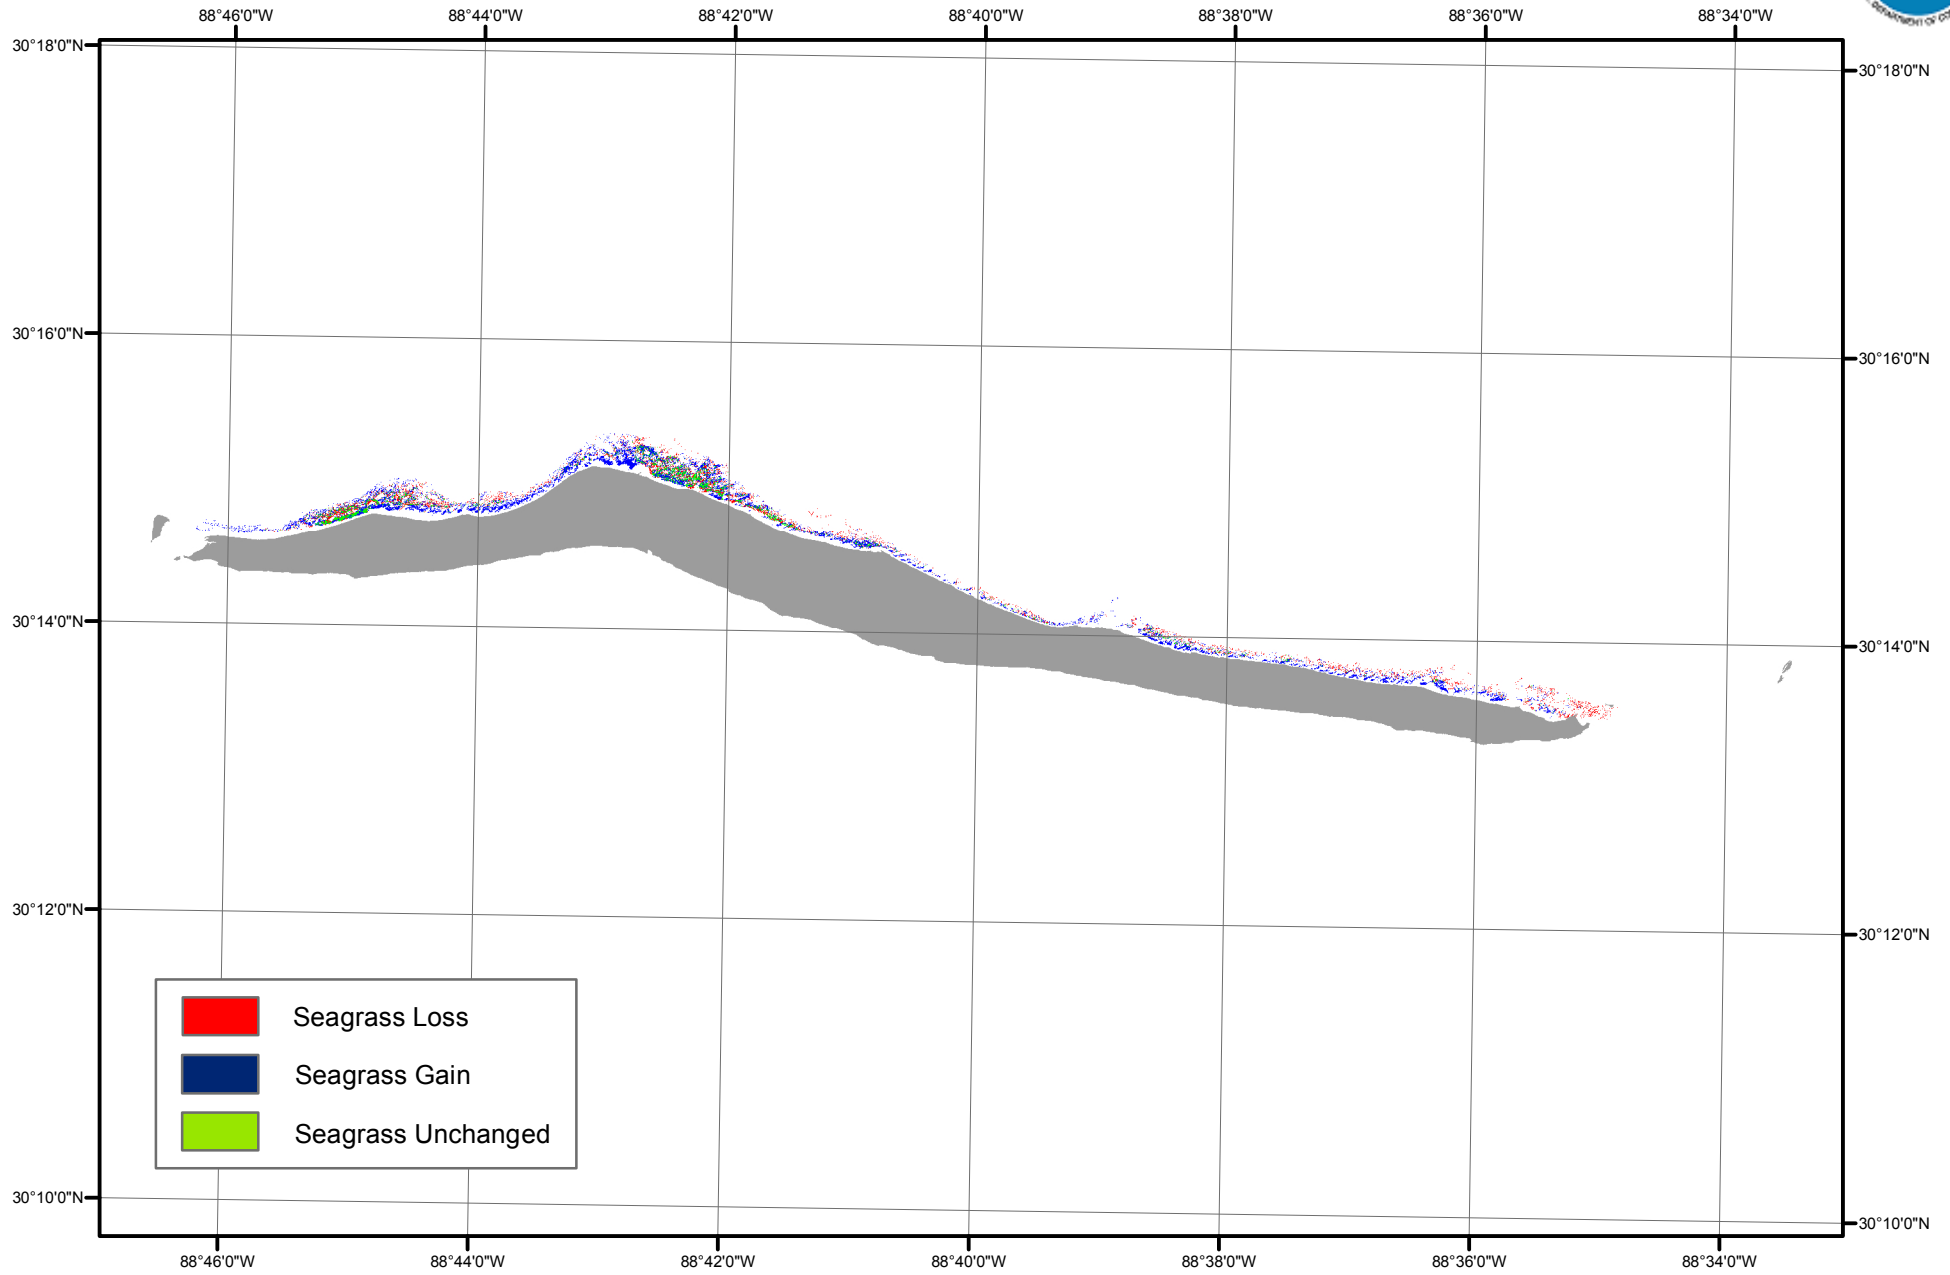 88°46'0"W 88°44'0"W 88°42'0"W 88°40'0"W 88°38'0"W 88°36'0"W 88°34'0"W
30°18'0"N 30°18'0"N
30°16'0"N 30°16'0"N
30°14'0"N 30°14'0"N
30°12'0"N 30°12'0"N
Seagrass Loss
Seagrass Gain
Seagrass Unchanged
30°10'0"N 30°10'0"N
88°46'0"W 88°44'0"W 88°42'0"W 88°40'0"W 88°38'0"W 88°36'0"W 88°34'0"W